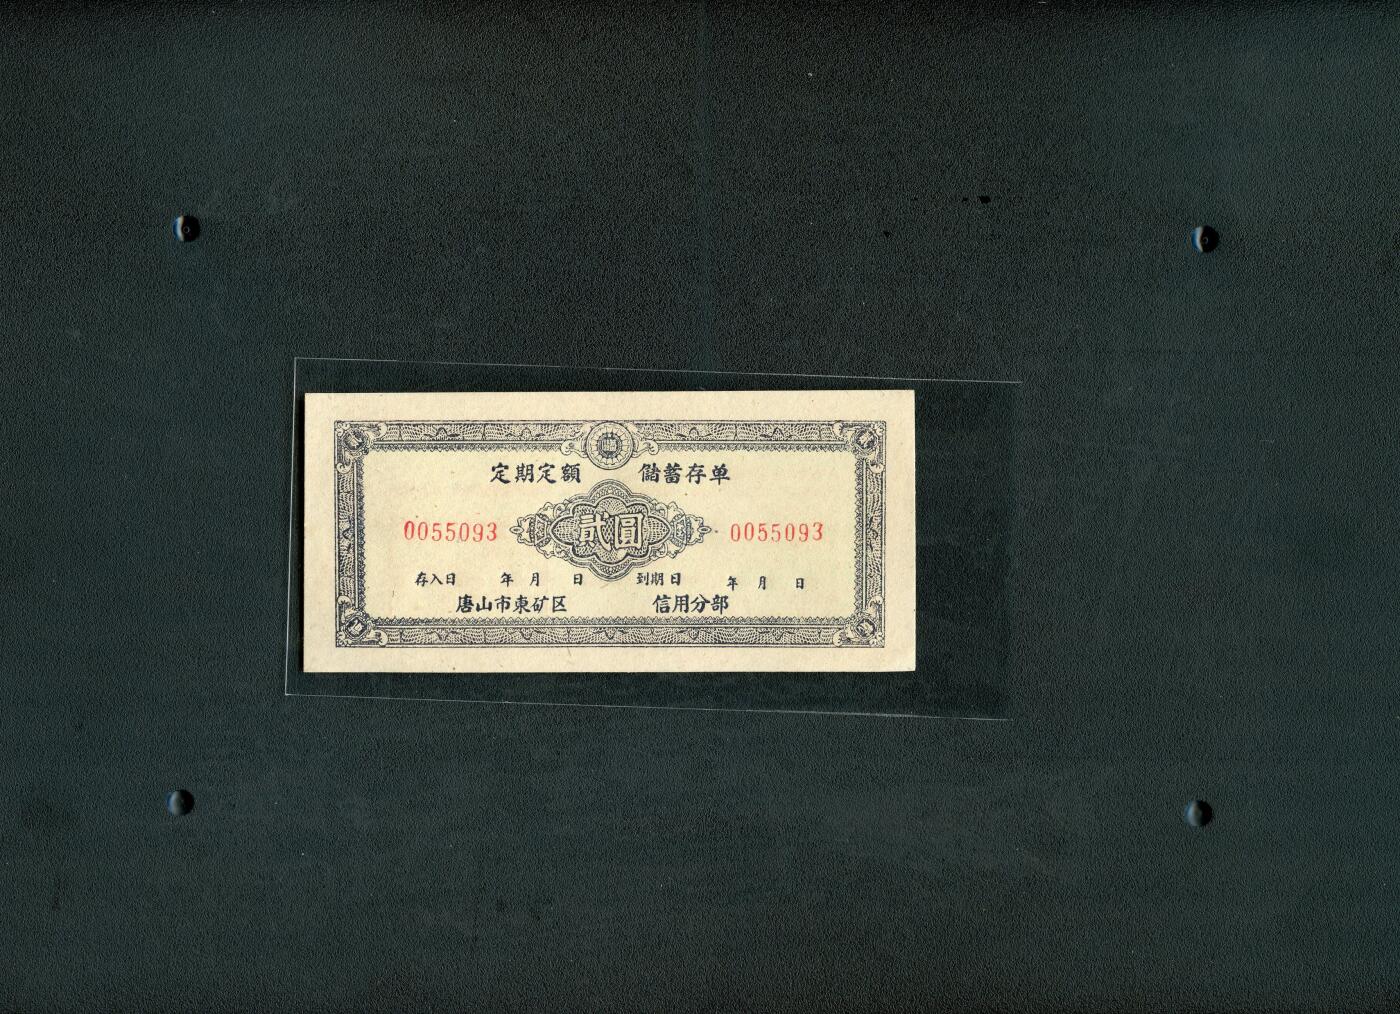 定期定額 儲蓄存单
0055093 貳圓 0055093
存入日 年 月 日 到期日 年 月 日
唐山市東矿区 信用分部